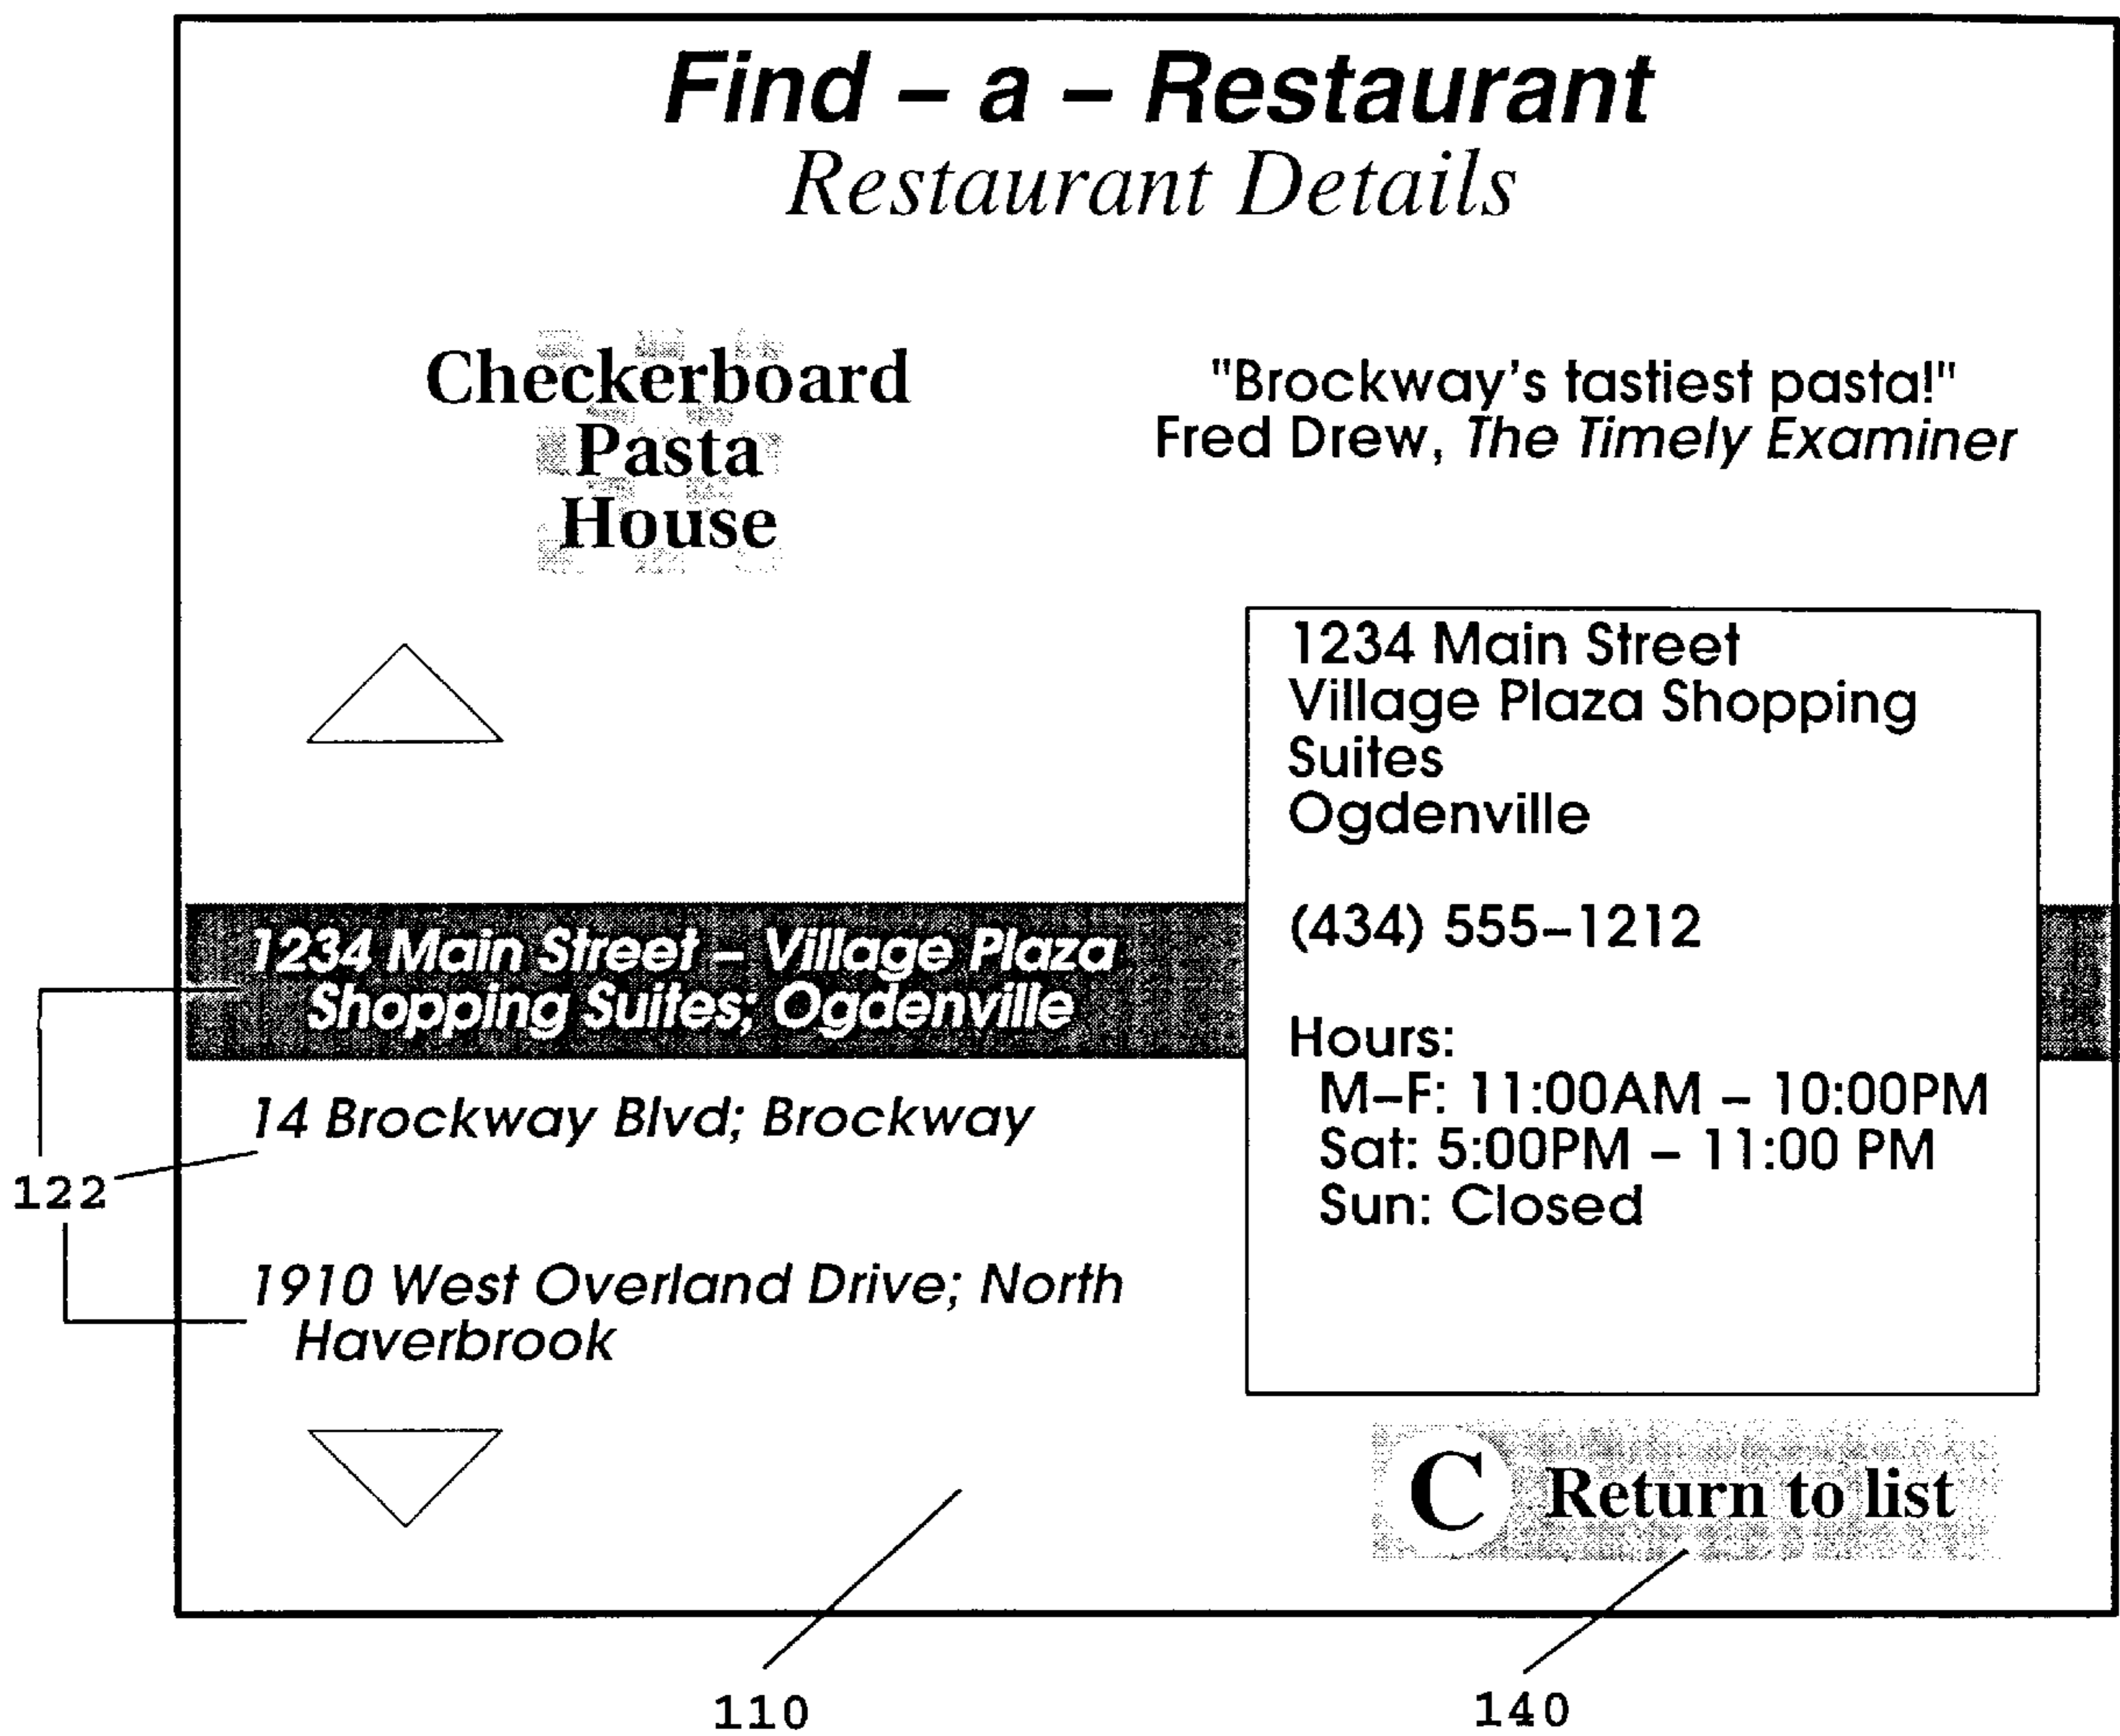 Find – a – Restaurant
Restaurant Details
Checkerboard
Pasta
House
"Brockway's tastiest pasta!"
Fred Drew, The Timely Examiner
1234 Main Street – Village Plaza
Shopping Suites; Ogdenville
14 Brockway Blvd; Brockway
1910 West Overland Drive; North
Haverbrook
1234 Main Street
Village Plaza Shopping
Suites
Ogdenville
(434) 555–1212
Hours:
M–F: 11:00AM – 10:00PM
Sat: 5:00PM – 11:00 PM
Sun: Closed
C Return to list
122
110
140